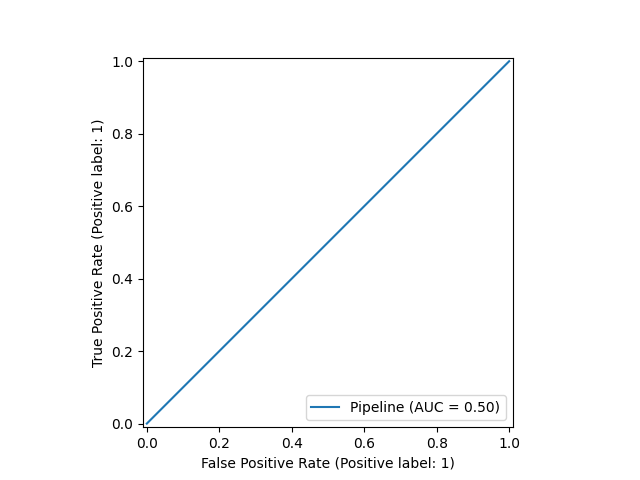 1.0
0.8
0.6
0.4
0.2
0.0
True Positive Rate (Positive label: 1)
Pipeline (AUC = 0.50)
0.0 0.2 0.4 0.6 0.8 1.0
False Positive Rate (Positive label: 1)